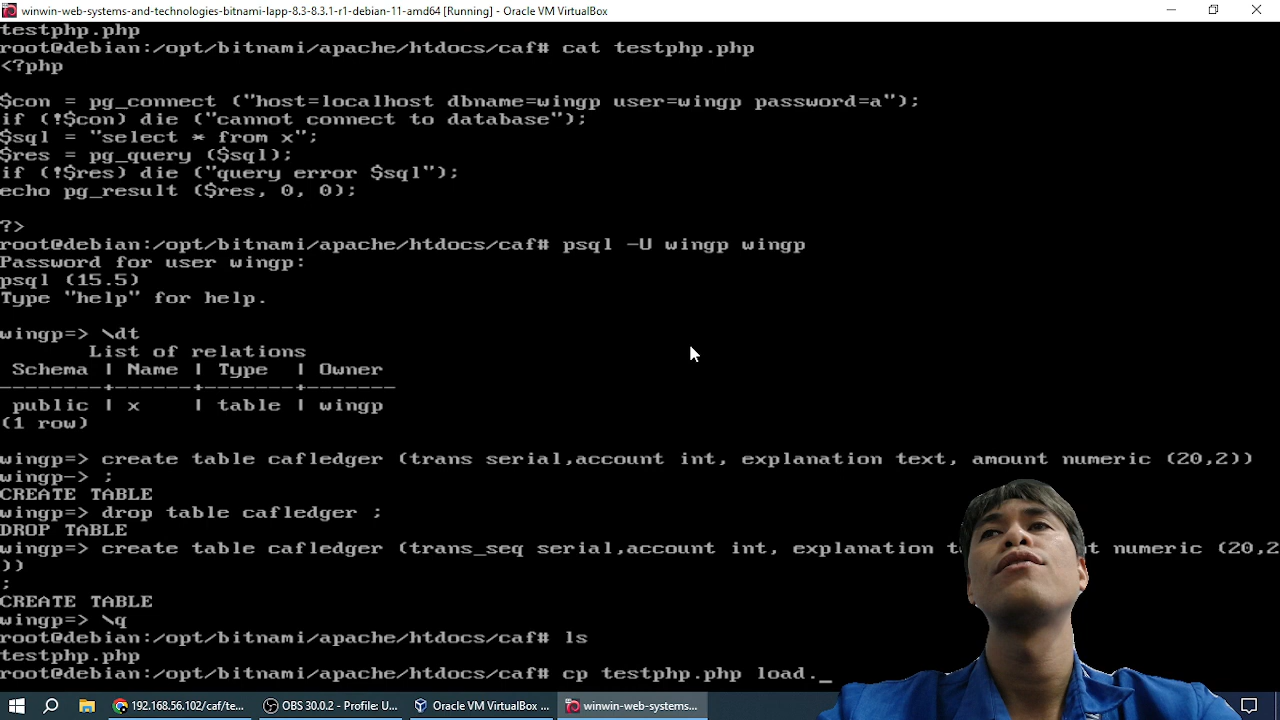 winwin-web-systems-and-technologies-bitnami-lapp-8.3-8.3.1-r1-debian-11-amd64 [Running] - Oracle VM VirtualBox
testphp.php
root@debian:/opt/bitnami/apache/htdocs/caf# cat testphp.php
<?php
$con = pg_connect ("host=localhost dbname=wingp user=wingp password=a");
if (!$con) die ("cannot connect to database");
$sql = "select * from x";
$res = pg_query ($sql);
if (!$res) die ("query error $sql");
echo pg_result ($res, 0, 0);
?>
root@debian:/opt/bitnami/apache/htdocs/caf# psql -U wingp wingp
Password for user wingp:
psql (15.5)
Type "help" for help.
wingp=> \dt
List of relations
Schema | Name | Type | Owner
--------+------+-------+-------
public | x | table | wingp
(1 row)
wingp=> create table cafledger (trans serial,account int, explanation text, amount numeric (20,2))
wingp-> ;
CREATE TABLE
wingp=> drop table cafledger ;
DROP TABLE
wingp=> create table cafledger (trans_seq serial,account int, explanation numeric (20,2
))
;
CREATE TABLE
wingp=> \q
root@debian:/opt/bitnami/apache/htdocs/caf# ls
testphp.php
root@debian:/opt/bitnami/apache/htdocs/caf# cp testphp.php load._
192.168.56.102/caf/te...
OBS 30.0.2 - Profile: U...
Oracle VM VirtualBox ...
winwin-web-systems...